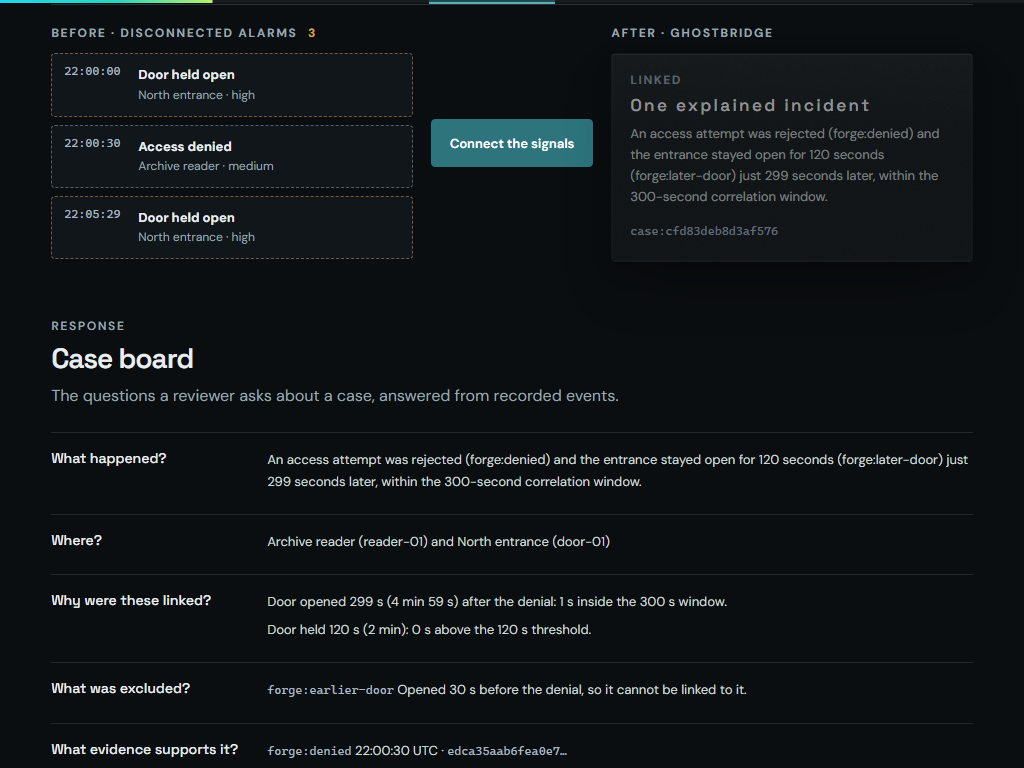 BEFORE · DISCONNECTED ALARMS 3
22:00:00 Door held open
North entrance · high
22:00:30 Access denied
Archive reader · medium
22:05:29 Door held open
North entrance · high
Connect the signals
AFTER · GHOSTBRIDGE
LINKED
One explained incident
An access attempt was rejected (forge:denied) and
the entrance stayed open for 120 seconds
(forge:later-door) just 299 seconds later, within the
300-second correlation window.
case:cfd83deb8d3af576
RESPONSE
Case board
The questions a reviewer asks about a case, answered from recorded events.
What happened?
An access attempt was rejected (forge:denied) and the entrance stayed open for 120 seconds (forge:later-door) just
299 seconds later, within the 300-second correlation window.
Where?
Archive reader (reader-01) and North entrance (door-01)
Why were these linked?
Door opened 299 s (4 min 59 s) after the denial: 1 s inside the 300 s window.
Door held 120 s (2 min): 0 s above the 120 s threshold.
What was excluded?
forge:earlier-door Opened 30 s before the denial, so it cannot be linked to it.
What evidence supports it?
forge:denied 22:00:30 UTC · edca35aab6fea0e7…